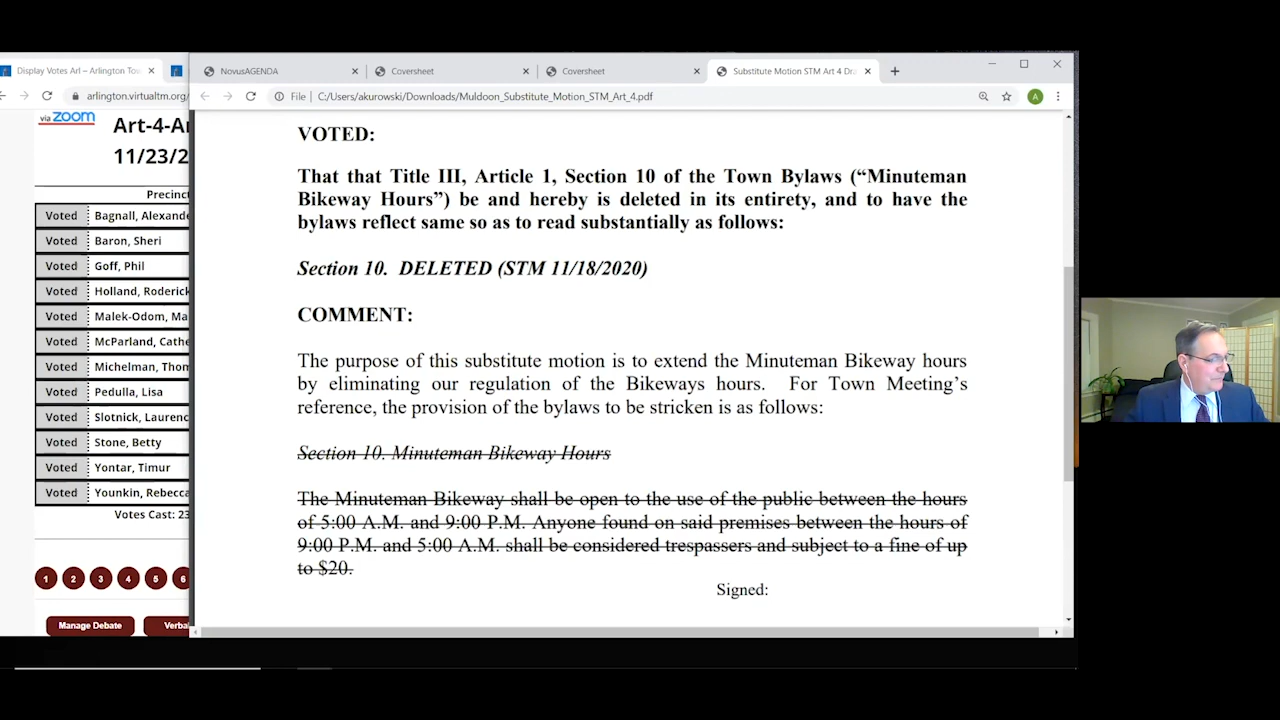 Display Votes Arl – Arlington Tow
NovusAGENDA
Coversheet
Coversheet
Substitute Motion STM Art 4 Dra
arlington.virtualtm.org/
File | C:/Users/akurowski/Downloads/Muldoon_Substitute_Motion_STM_Art_4.pdf
A
via zoom
Art-4-Ar
11/23/2
Precinct
Voted Bagnall, Alexande
Voted Baron, Sheri
Voted Goff, Phil
Voted Holland, Roderick
Voted Malek-Odom, Ma
Voted McParland, Cathe
Voted Michelman, Thom
Voted Pedulla, Lisa
Voted Slotnick, Laurenc
Voted Stone, Betty
Voted Yontar, Timur
Voted Younkin, Rebecca
Votes Cast: 23
1 2 3 4 5 6
Manage Debate Verba
VOTED:
That that Title III, Article 1, Section 10 of the Town Bylaws (“Minuteman
Bikeway Hours”) be and hereby is deleted in its entirety, and to have the
bylaws reflect same so as to read substantially as follows:
Section 10. DELETED (STM 11/18/2020)
COMMENT:
The purpose of this substitute motion is to extend the Minuteman Bikeway hours
by eliminating our regulation of the Bikeways hours. For Town Meeting’s
reference, the provision of the bylaws to be stricken is as follows:
Section 10. Minuteman Bikeway Hours
The Minuteman Bikeway shall be open to the use of the public between the hours
of 5:00 A.M. and 9:00 P.M. Anyone found on said premises between the hours of
9:00 P.M. and 5:00 A.M. shall be considered trespassers and subject to a fine of up
to $20.
Signed: